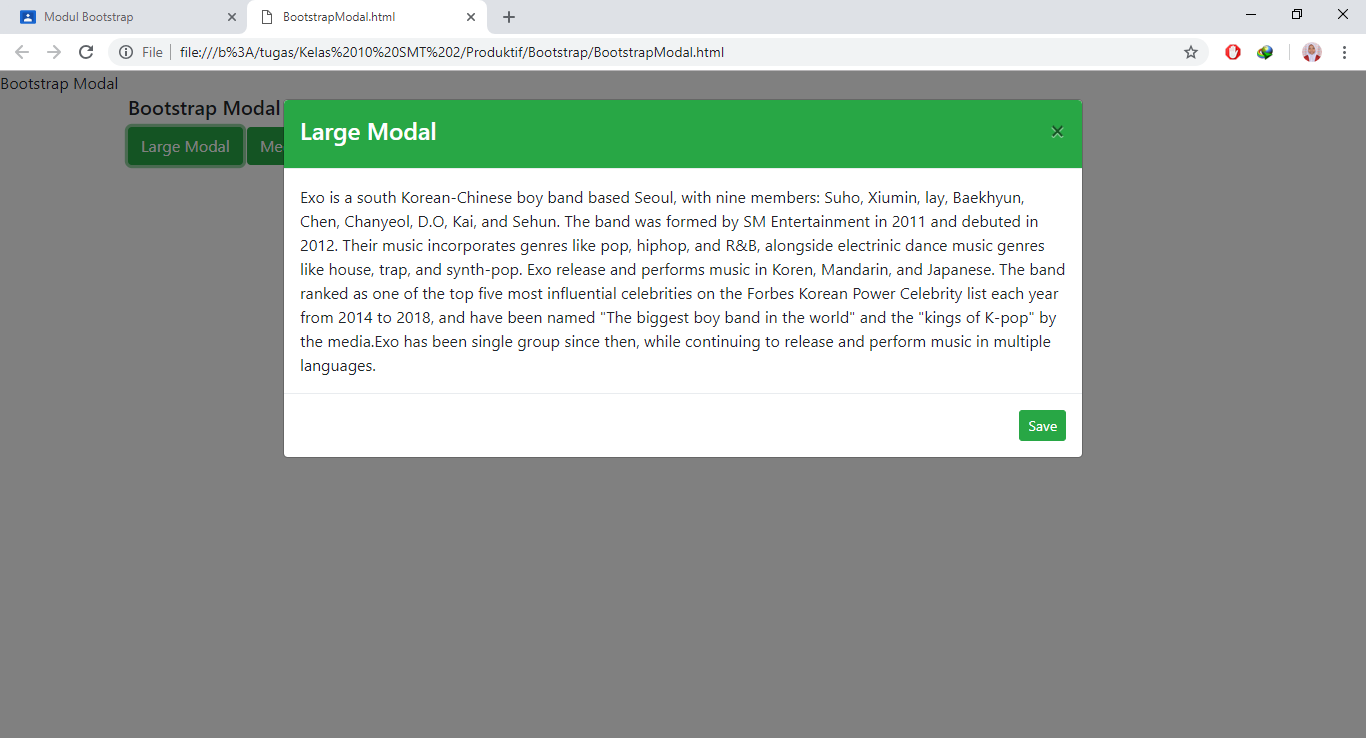 Modul Bootstrap
BootstrapModal.html
File
file:///b%3A/tugas/Kelas%2010%20SMT%202/Produktif/Bootstrap/BootstrapModal.html
Bootstrap Modal
Bootstrap Modal
Large Modal
Me
Large Modal
×
Exo is a south Korean-Chinese boy band based Seoul, with nine members: Suho, Xiumin, lay, Baekhyun,
Chen, Chanyeol, D.O, Kai, and Sehun. The band was formed by SM Entertainment in 2011 and debuted in
2012. Their music incorporates genres like pop, hiphop, and R&B, alongside electrinic dance music genres
like house, trap, and synth-pop. Exo release and performs music in Koren, Mandarin, and Japanese. The band
ranked as one of the top five most influential celebrities on the Forbes Korean Power Celebrity list each year
from 2014 to 2018, and have been named "The biggest boy band in the world" and the "kings of K-pop" by
the media.Exo has been single group since then, while continuing to release and perform music in multiple
languages.
Save